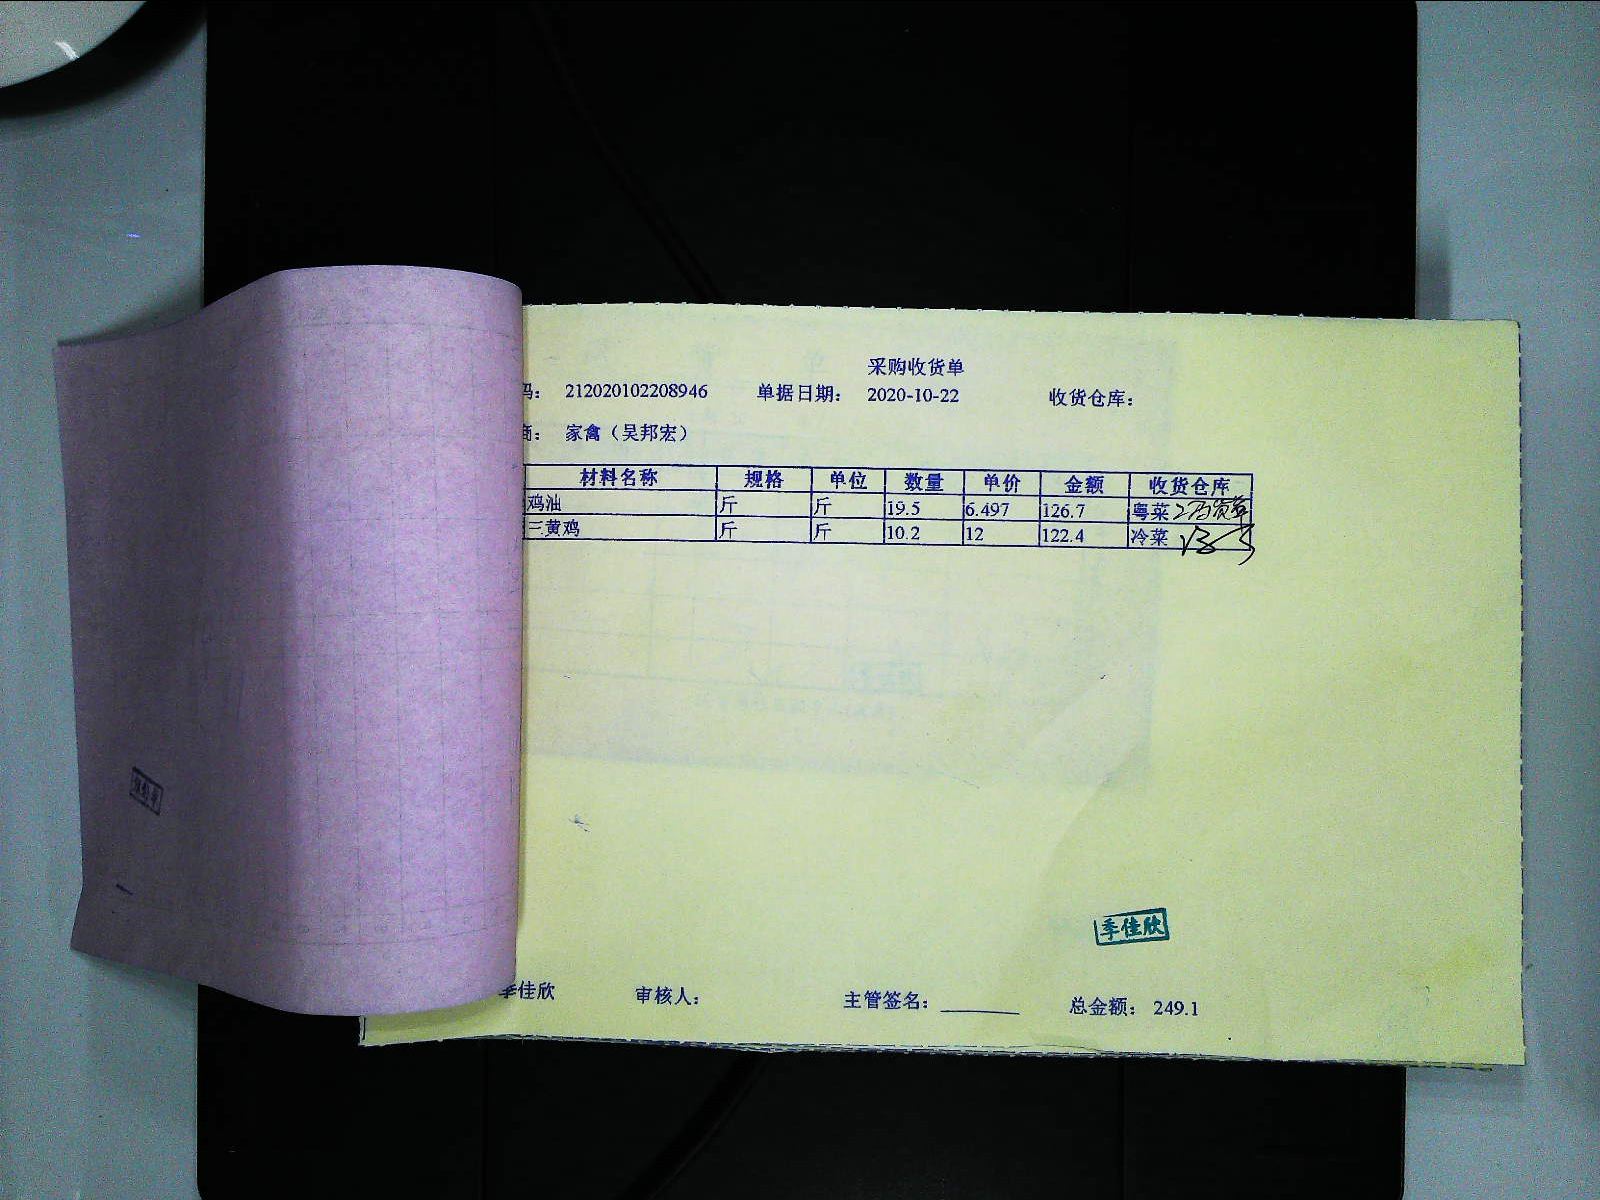 采购收货单
码： 212020102208946 单据日期： 2020-10-22 收货仓库：
商： 家禽（吴邦宏）
材料名称 规格 单位 数量 单价 金额 收货仓库
鸡油 斤 斤 19.5 6.497 126.7 粤菜
三黄鸡 斤 斤 10.2 12 122.4 冷菜
季佳欣
季佳欣 审核人： 主管签名： 总金额： 249.1